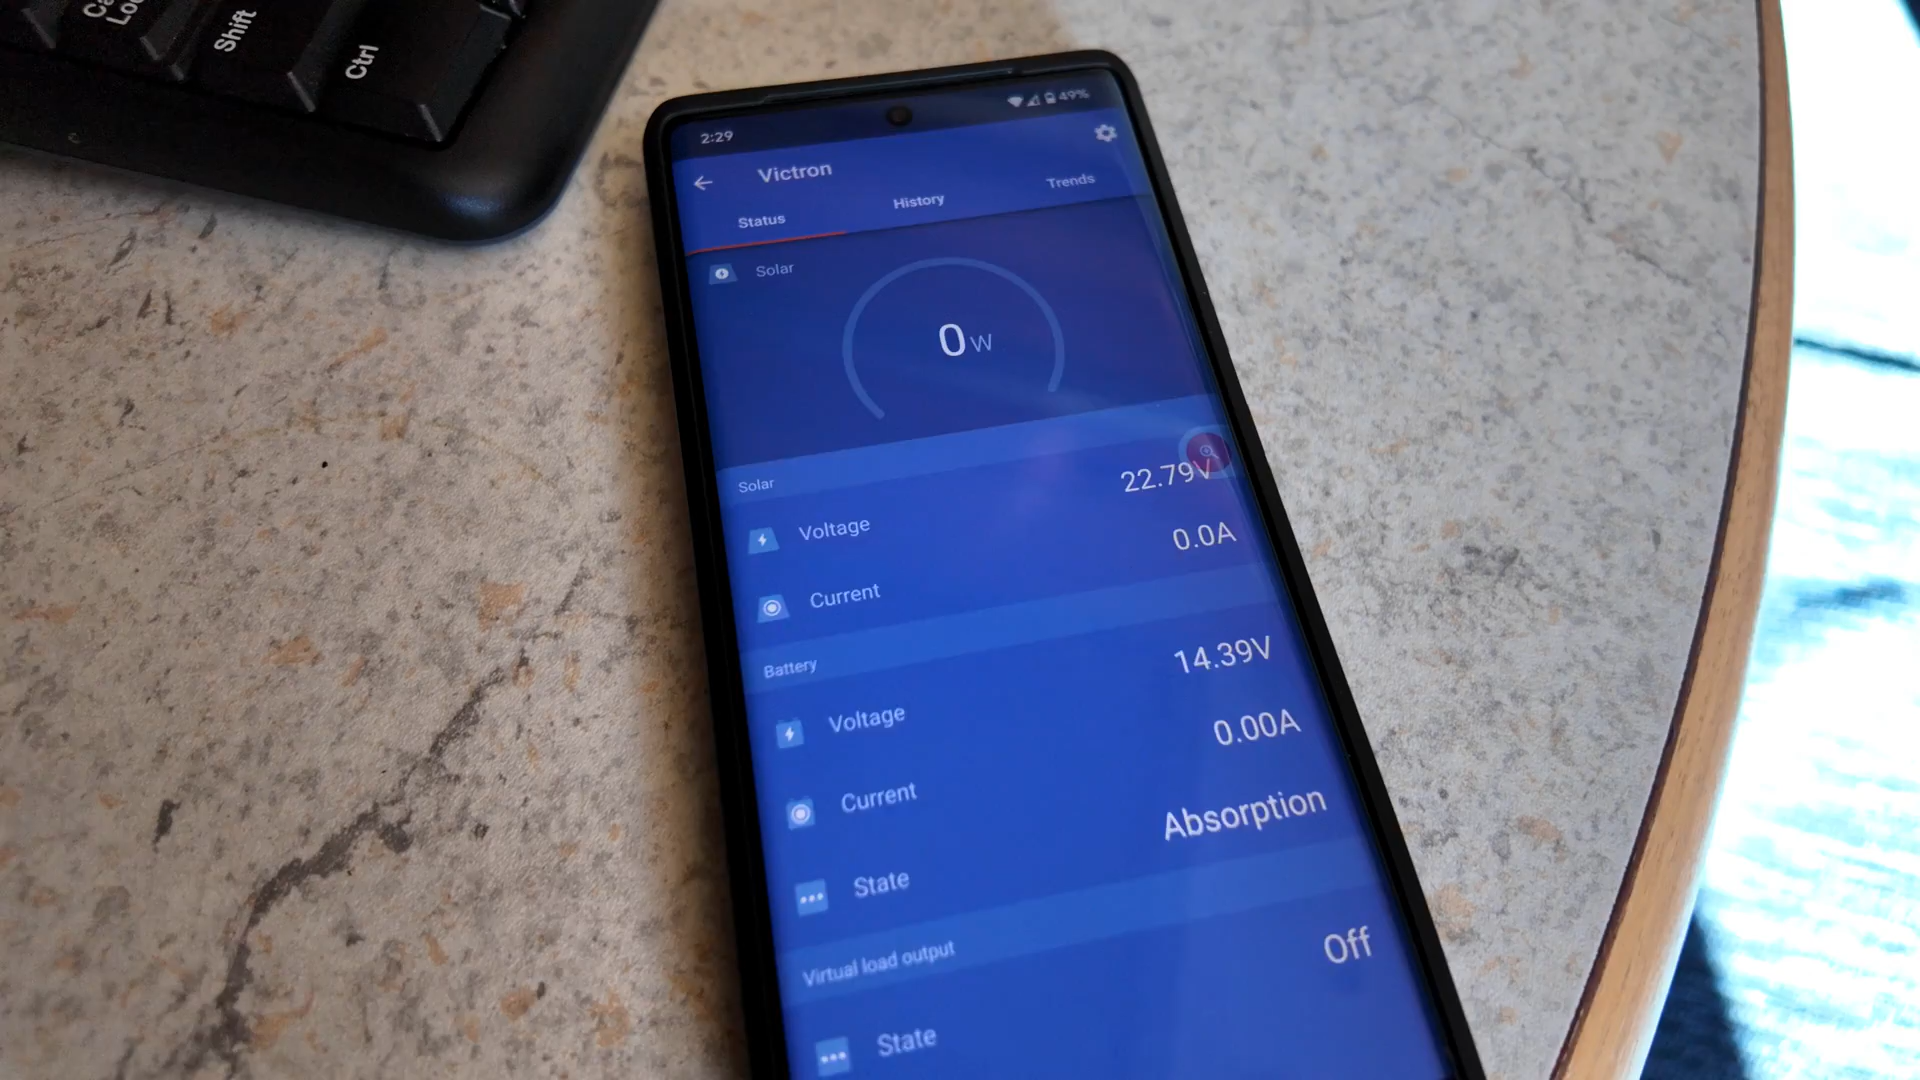 Shift
Ctrl
2:29
49%
Victron
Status
History
Trends
Solar
0W
Solar
Voltage
22.79V
Current
0.0A
Battery
Voltage
14.39V
Current
0.00A
State
Absorption
Virtual load output
State
Off